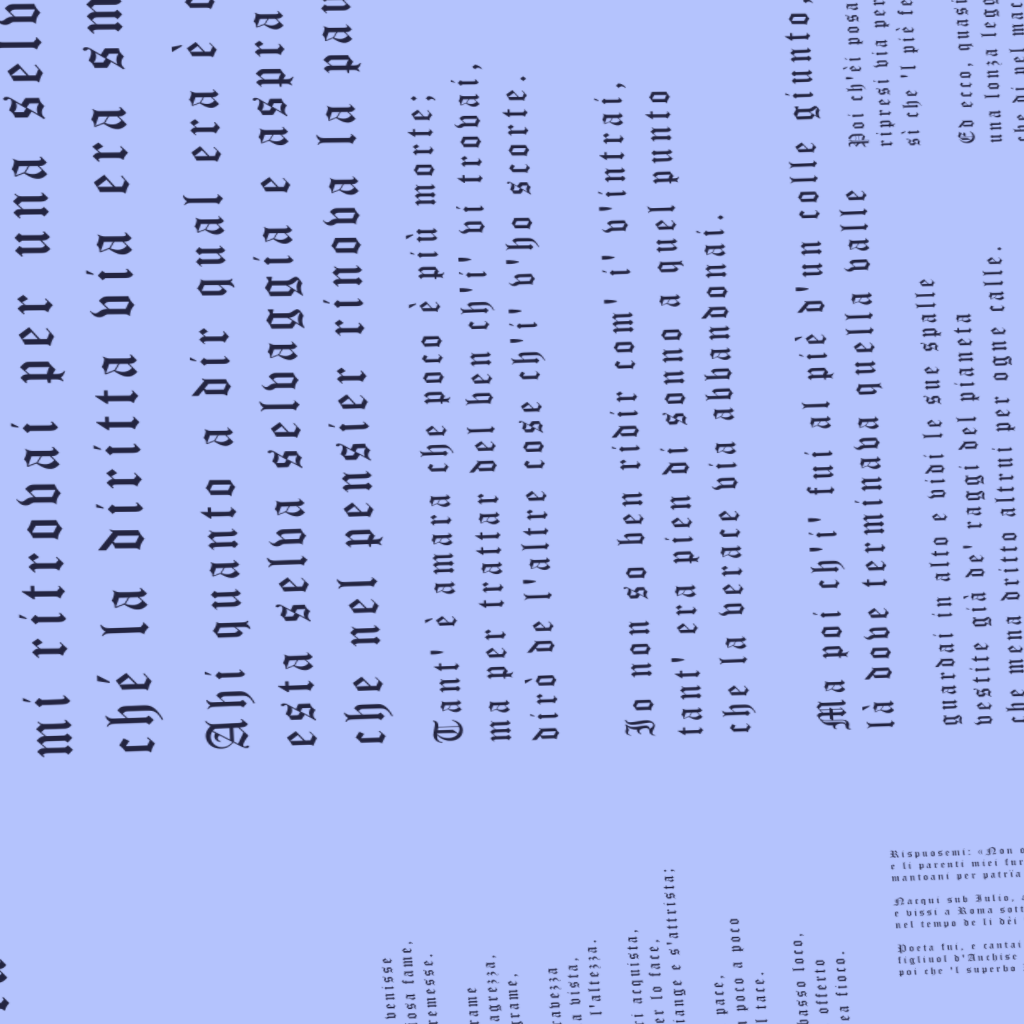 mi ritrovai per una selv
ché la diritta via era sm
Ahi quanto a dir qual era è
esta selva selvaggia e aspra
che nel pensier rinova la pa
Tant' è amara che poco è più morte;
ma per trattar del ben ch'i' vi trovai,
dirò de l'altre cose ch'i' v'ho scorte.
Io non so ben ridir com' i' v'intrai,
tant' era pien di sonno a quel punto
che la verace via abbandonai.
Ma poi ch'i' fui al piè d'un colle giunto,
là dove terminava quella valle
guardai in alto e vidi le sue spalle
vestite già de' raggi del pianeta
che mena dritto altrui per ogne calle.
Poi ch'èi posa
ripresi via per
sì che 'l piè fe
Ed ecco, quasi
una lonza legg
che di pel mac
venisse
iosa fame,
remesse.
rame
agrezza,
grame,
ravezza
a vista,
l'altezza.
ri acquista,
er lo face,
iange e s'attrista;
pace,
poco a poco
l tace.
basso loco,
offerto
ea fioco.
Rispuosemi: «Non o
e li parenti miei fur
mantoani per patrïa
Nacqui sub Iulio,
e vissi a Roma sott
nel tempo de li dèi
Poeta fui, e cantai
figliuol d'Anchise
poi che 'l superbo